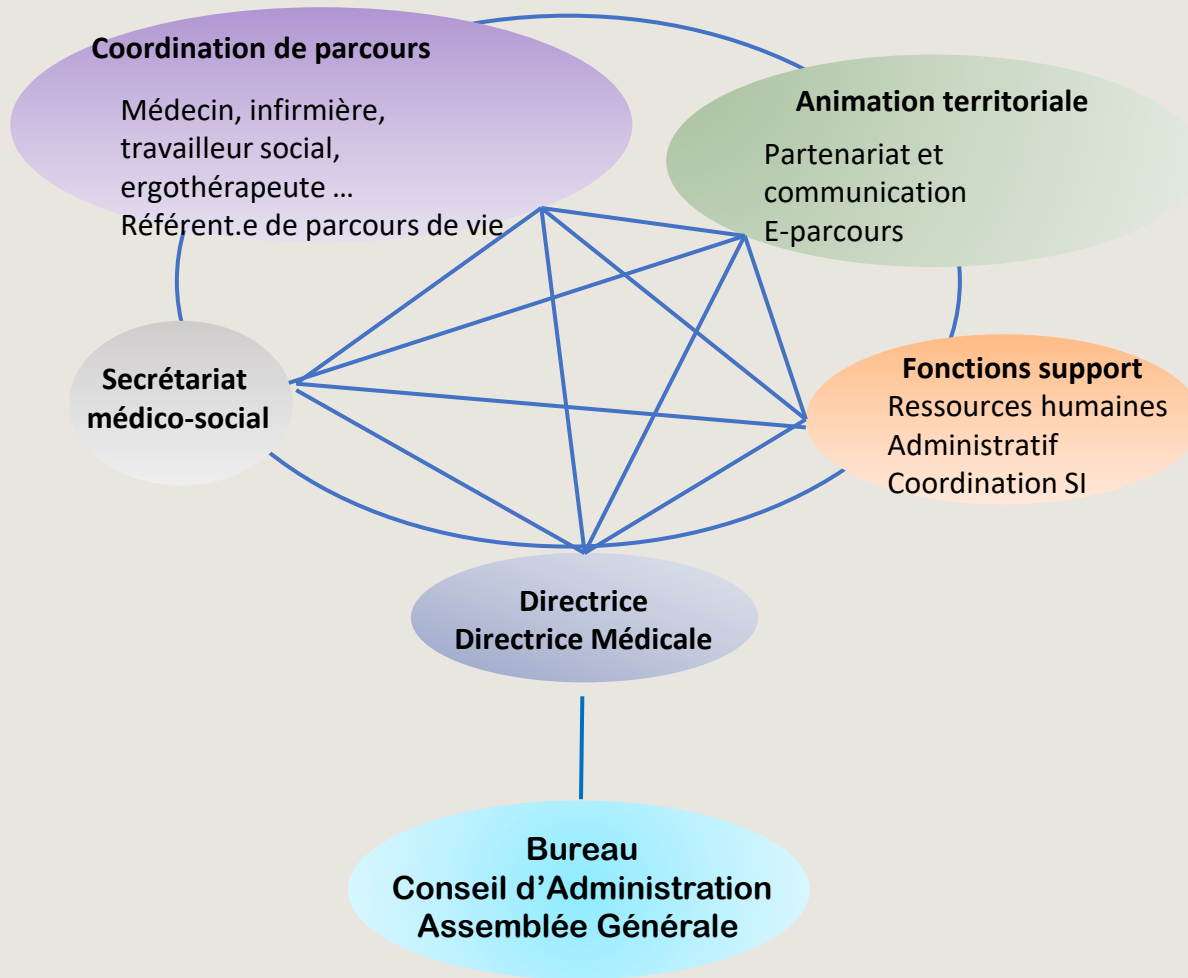 Coordination de parcours
Médecin, infirmière,
travailleur social,
ergothérapeute ...
Référent.e de parcours de vie
Animation territoriale
Partenariat et
communication
E-parcours
Secrétariat
médico-social
Fonctions support
Ressources humaines
Administratif
Coordination SI
Directrice
Directrice Médicale
Bureau
Conseil d’Administration
Assemblée Générale